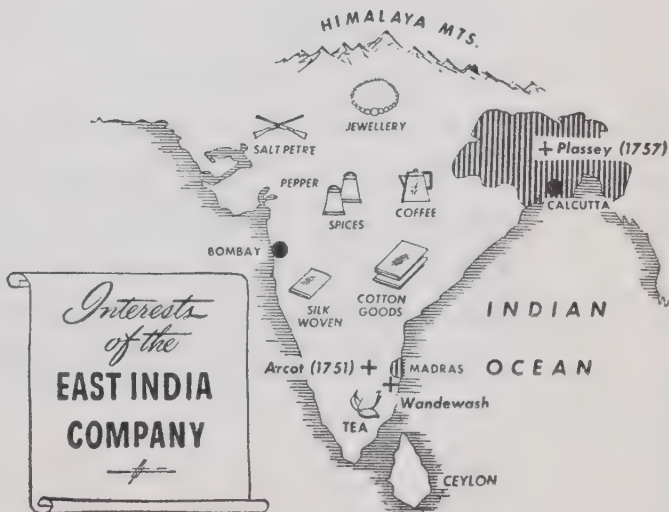 HIMALAYA MTS.
JEWELLERY
SALT PETRE
+ Plassey (1757)
PEPPER
SPICES
COFFEE
CALCUTTA
BOMBAY
SILK
WOVEN
COTTON
GOODS
INDIAN
OCEAN
Arcot (1751) +
MADRAS
+
Wandewash
TEA
CEYLON
Interests
of the
EAST INDIA
COMPANY